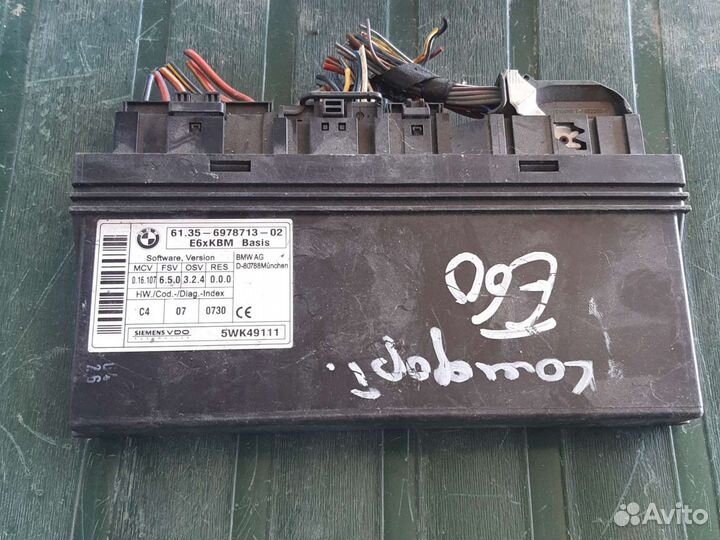 BMW
61.35-6978713-02
E6xKBM Basis
Software, Version
MCV FSV OSV RES
0.16.107 6.5.0 3.2.4 0.0.0
HW./Cod.-/Diag.-Index
C4 07 0730
BMW AG
D-80788München
CE
SIEMENS VDO
5WK49111
E60
Avito